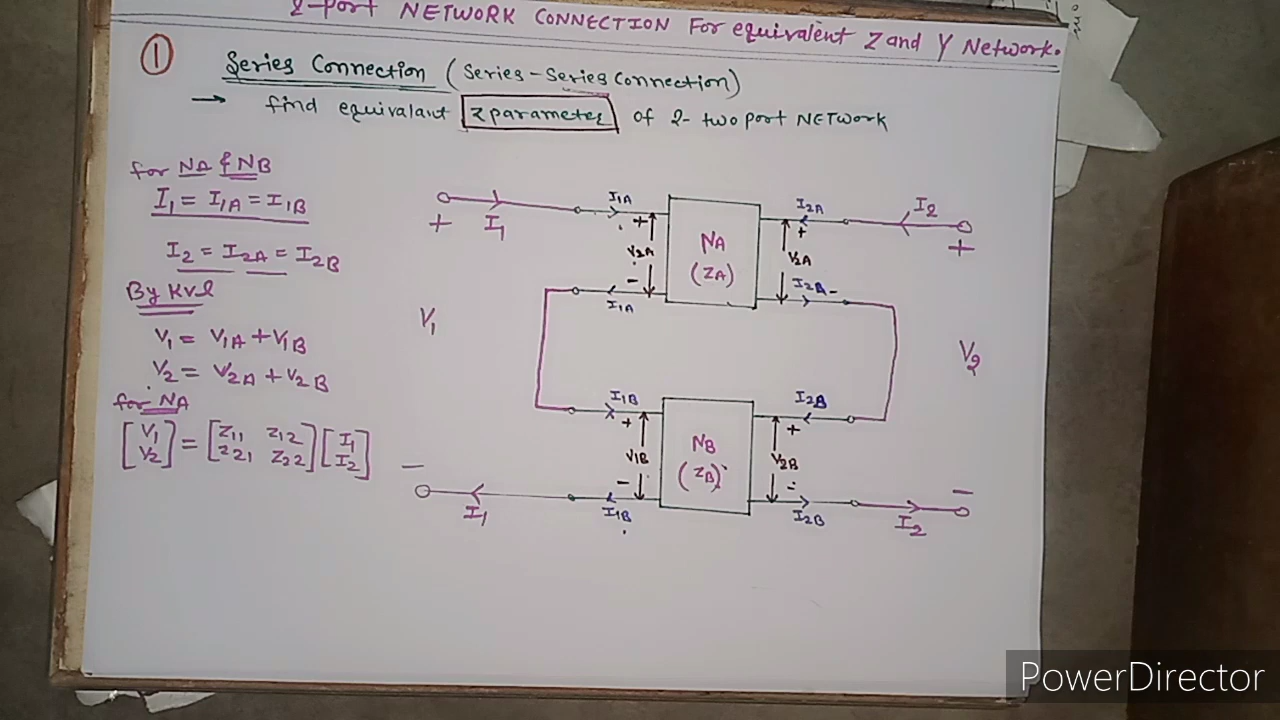 2-port NETWORK CONNECTION For equivalent Z and Y Network.
① Series Connection (Series-Series Connection)
→ find equivalant Z parameter of 2- two port NETWORK
for NA & NB
I1 = I1A = I1B
I2 = I2A = I2B
By KVL
V1 = V1A + V1B
V2 = V2A + V2B
for NA
[V1 V2] = [Z11 Z12 Z21 Z22] [I1 I2]
I1A
I2A
I2
+
I1
+
V2A
-
NA
(ZA)
+
V2A
-
+
I1A
I2A
V1
V2
I1B
I2B
+
V1B
-
NB
(ZB)
+
V2B
-
-
-
I1
I1B
I2B
I2
PowerDirector